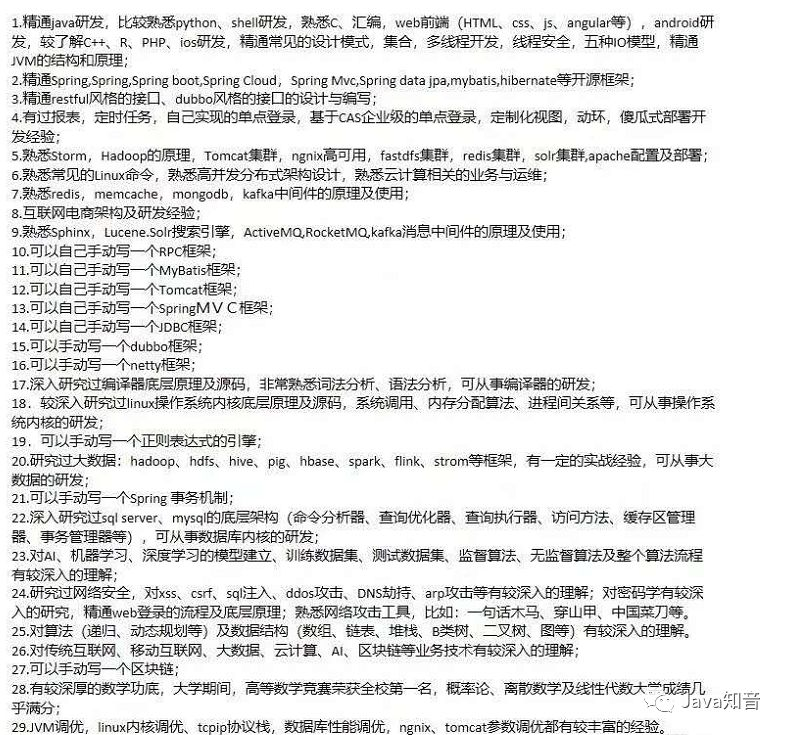 1.精通java研发，比较熟悉python、shell研发，熟悉C、汇编，web前端（HTML、css、js、angular等），android研
发，较了解C++、R、PHP、ios研发，精通常见的设计模式，集合，多线程开发，线程安全，五种IO模型，精通
JVM的结构和原理；
2.精通Spring,Spring,Spring boot,Spring Cloud，Spring Mvc,Spring data jpa,mybatis,hibernate等开源框架；
3.精通restful风格的接口、dubbo风格的接口的设计与编写；
4.有过报表，定时任务，自己实现的单点登录，基于CAS企业级的单点登录，定制化视图，动环，傻瓜式部署开
发经验；
5.熟悉Storm，Hadoop的原理，Tomcat集群，ngnix高可用，fastdfs集群，redis集群，solr集群,apache配置及部署；
6.熟悉常见的Linux命令，熟悉高并发分布式架构设计，熟悉云计算相关的业务与运维；
7.熟悉redis，memcache，mongodb，kafka中间件的原理及使用；
8.互联网电商架构及研发经验；
9.熟悉Sphinx，Lucene.Solr搜索引擎，ActiveMQ,RocketMQ,kafka消息中间件的原理及使用；
10.可以自己手动写一个RPC框架；
11.可以自己手动写一个MyBatis框架；
12.可以自己手动写一个Tomcat框架；
13.可以自己手动写一个SpringＭＶＣ框架；
14.可以自己手动写一个JDBC框架；
15.可以手动写一个dubbo框架；
16.可以手动写一个netty框架；
17.深入研究过编译器底层原理及源码，非常熟悉词法分析、语法分析，可从事编译器的研发；
18．较深入研究过linux操作系统内核底层原理及源码，系统调用、内存分配算法、进程间关系等，可从事操作系
统内核的研发；
19．可以手动写一个正则表达式的引擎；
20.研究过大数据：hadoop、hdfs、hive、pig、hbase、spark、flink、strom等框架，有一定的实战经验，可从事大
数据的研发；
21.可以手动写一个Spring 事务机制；
22.深入研究过sql server、mysql的底层架构（命令分析器、查询优化器、查询执行器、访问方法、缓存区管理
器、事务管理器等），可从事数据库内核的研发；
23.对AI、机器学习、深度学习的模型建立、训练数据集、测试数据集、监督算法、无监督算法及整个算法流程
有较深入的理解；
24.研究过网络安全，对xss、csrf、sql注入、ddos攻击、DNS劫持、arp攻击等有较深入的理解；对密码学有较深
入的研究，精通web登录的流程及底层原理；熟悉网络攻击工具，比如：一句话木马、穿山甲、中国菜刀等。
25.对算法（递归、动态规划等）及数据结构（数组、链表、堆栈、B类树、二叉树、图等）有较深入的理解。
26.对传统互联网、移动互联网、大数据、云计算、AI、区块链等业务技术有较深入的理解；
27.可以手动写一个区块链；
28.有较深厚的数学功底，大学期间，高等数学竞赛荣获全校第一名，概率论、离散数学及线性代数大学成绩几
乎满分；
29.JVM调优，linux内核调优、tcpip协议栈，数据库性能调优，ngnix、tomcat参数调优都有较丰富的经验。
Java知音